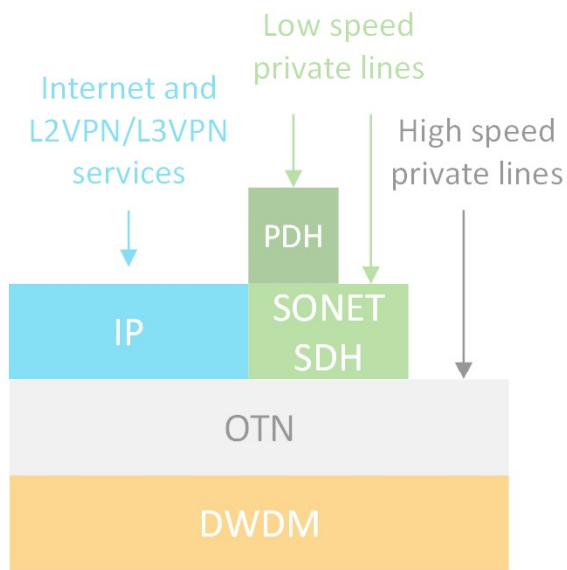 Low speed
private lines
Internet and
L2VPN/L3VPN
services
High speed
private lines
PDH
IP
SONET
SDH
OTN
DWDM